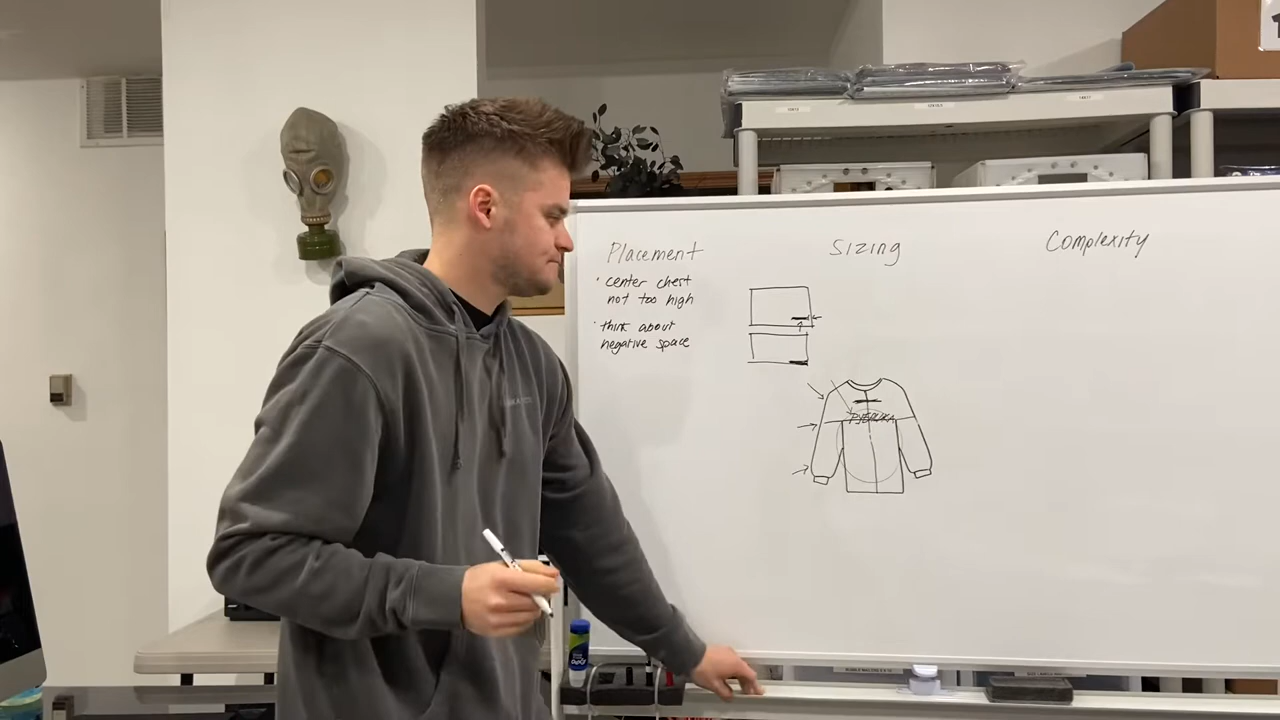 Placement
· center chest
not too high
· think about
negative space
Sizing
Complexity